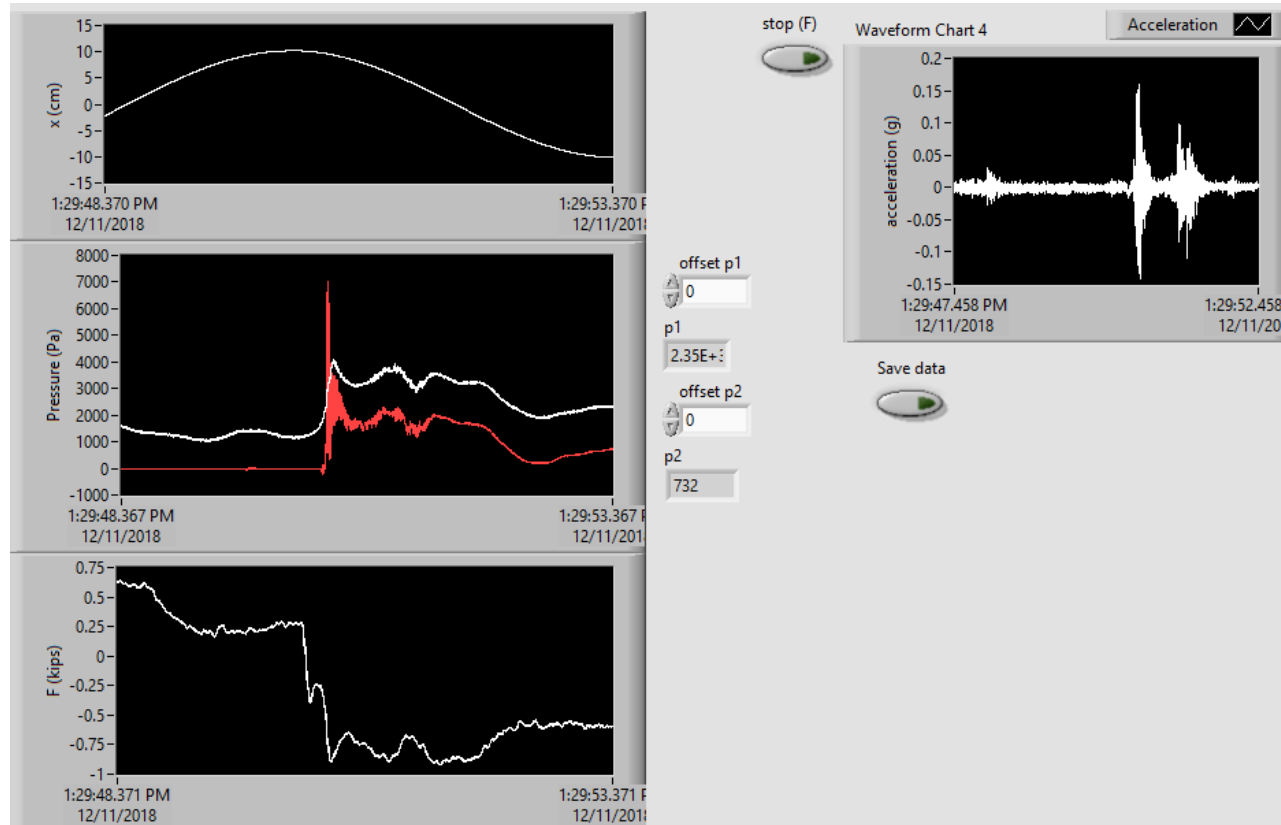 15
10
5
0
-5
-10
-15
x (cm)
1:29:48.370 PM
12/11/2018
1:29:53.370
12/11/201
8000
7000
6000
5000
4000
3000
2000
1000
0
-1000
Pressure (Pa)
1:29:48.367 PM
12/11/2018
1:29:53.367
12/11/201
0.75
0.5
0.25
0
-0.25
-0.5
-0.75
-1
F (kips)
1:29:48.371 PM
12/11/2018
1:29:53.371
12/11/201
stop (F)
offset p1
0
p1
2.35E+
offset p2
0
p2
732
Waveform Chart 4
Acceleration
0.2
0.15
0.1
0.05
0
-0.05
-0.1
-0.15
acceleration (g)
1:29:47.458 PM
12/11/2018
1:29:52.458
12/11/20
Save data